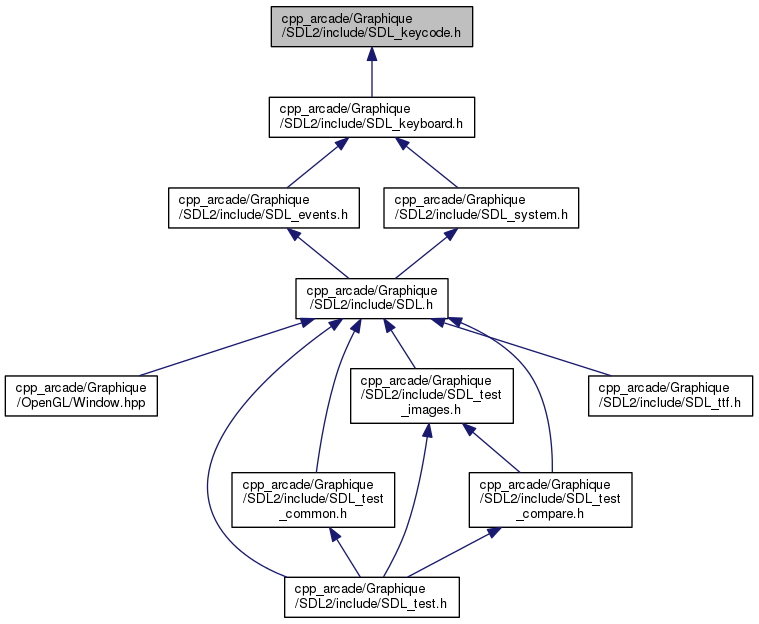 cpp_arcade/Graphique
/SDL2/include/SDL_keycode.h
cpp_arcade/Graphique
/SDL2/include/SDL_keyboard.h
cpp_arcade/Graphique
/SDL2/include/SDL_events.h
cpp_arcade/Graphique
/SDL2/include/SDL_system.h
cpp_arcade/Graphique
/SDL2/include/SDL.h
cpp_arcade/Graphique
/OpenGL/Window.hpp
cpp_arcade/Graphique
/SDL2/include/SDL_test
_images.h
cpp_arcade/Graphique
/SDL2/include/SDL_ttf.h
cpp_arcade/Graphique
/SDL2/include/SDL_test
_common.h
cpp_arcade/Graphique
/SDL2/include/SDL_test
_compare.h
cpp_arcade/Graphique
/SDL2/include/SDL_test.h